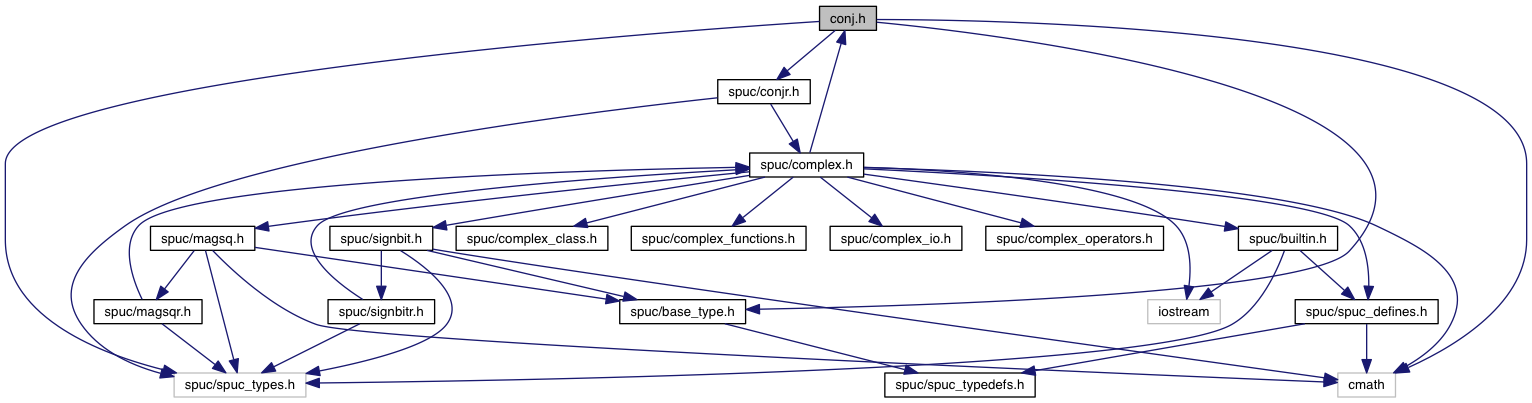 conj.h
spuc/conjr.h
spuc/complex.h
spuc/magsq.h
spuc/signbit.h
spuc/complex_class.h
spuc/complex_functions.h
spuc/complex_io.h
spuc/complex_operators.h
spuc/builtin.h
spuc/magsqr.h
spuc/signbitr.h
spuc/base_type.h
iostream
spuc/spuc_defines.h
spuc/spuc_types.h
spuc/spuc_typedefs.h
cmath